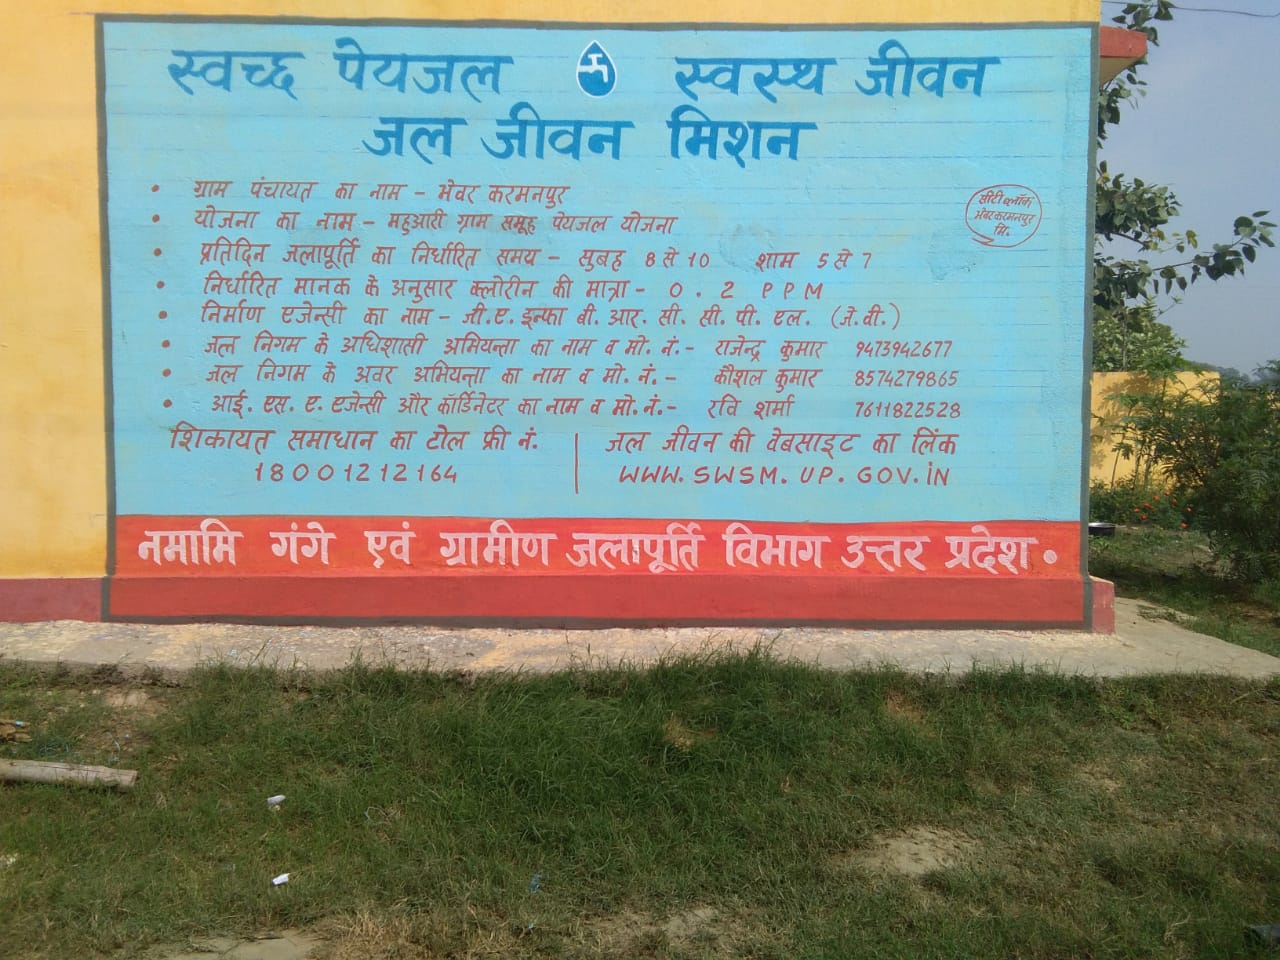 स्वच्छ पेयजल स्वस्थ जीवन
जल जीवन मिशन
• ग्राम पंचायत का नाम – भेवर करमनपुर
• योजना का नाम – महुआरी ग्राम समूह पेयजल योजना
• प्रतिदिन जलापूर्ति का निर्धारित समय – सुबह 8 से 10 शाम 5 से 7
• निर्धारित मानक के अनुसार क्लोरीन की मात्रा – 0.2 PPM
• निर्माण एजेन्सी का नाम – जी.ए. इन्फ्रा बी.आर.सी.सी.पी.एल. (जे.वी.)
• जल निगम के अधिशासी अभियन्ता का नाम व मो. नं.– राजेन्द्र कुमार 9473942677
• जल निगम के अवर अभियन्ता का नाम व मो. नं.– कौशल कुमार 8574279865
• आई.एस.ए. एजेन्सी और कॉर्डिनेटर का नाम व मो.नं.– रवि शर्मा 7611822528
सीटी ब्लॉक
भेवर करमनपुर
मि.
शिकायत समाधान का टोल फ्री नं.
18001212164
जल जीवन की वेबसाइट का लिंक
WWW.SWSM.UP.GOV.iN
नमामि गंगे एवं ग्रामीण जलापूर्ति विभाग उत्तर प्रदेश.